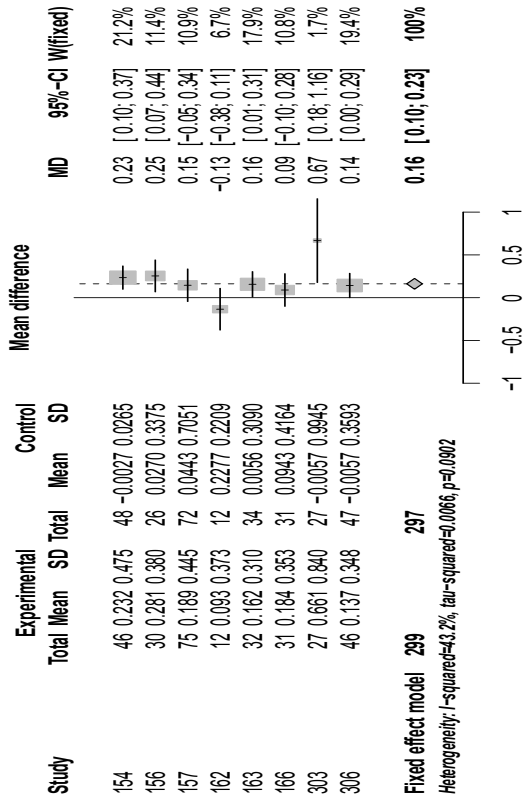 Experimental Control Mean difference
Study Total Mean SD Total Mean SD MD 95%−CI W(fixed)
154 46 0.232 0.475 48 −0.0027 0.0265 0.23 [ 0.10; 0.37] 21.2%
156 30 0.281 0.380 26 0.0270 0.3375 0.25 [ 0.07; 0.44] 11.4%
157 75 0.189 0.445 72 0.0443 0.7051 0.15 [−0.05; 0.34] 10.9%
162 12 0.093 0.373 12 0.2277 0.2209 −0.13 [−0.38; 0.11] 6.7%
163 32 0.162 0.310 34 0.0056 0.3090 0.16 [ 0.01; 0.31] 17.9%
166 31 0.184 0.353 31 0.0943 0.4164 0.09 [−0.10; 0.28] 10.8%
303 27 0.661 0.840 27 −0.0057 0.9945 0.67 [ 0.18; 1.16] 1.7%
306 46 0.137 0.348 47 −0.0057 0.3593 0.14 [ 0.00; 0.29] 19.4%
Fixed effect model 299 297 0.16 [ 0.10; 0.23] 100%
Heterogeneity: I−squared=43.2%, tau−squared=0.0066, p=0.0902
−1 −0.5 0 0.5 1